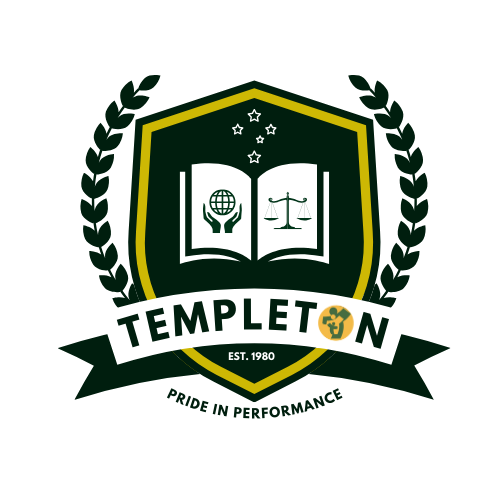 TEMPLETON
EST. 1980
PRIDE IN PERFORMANCE